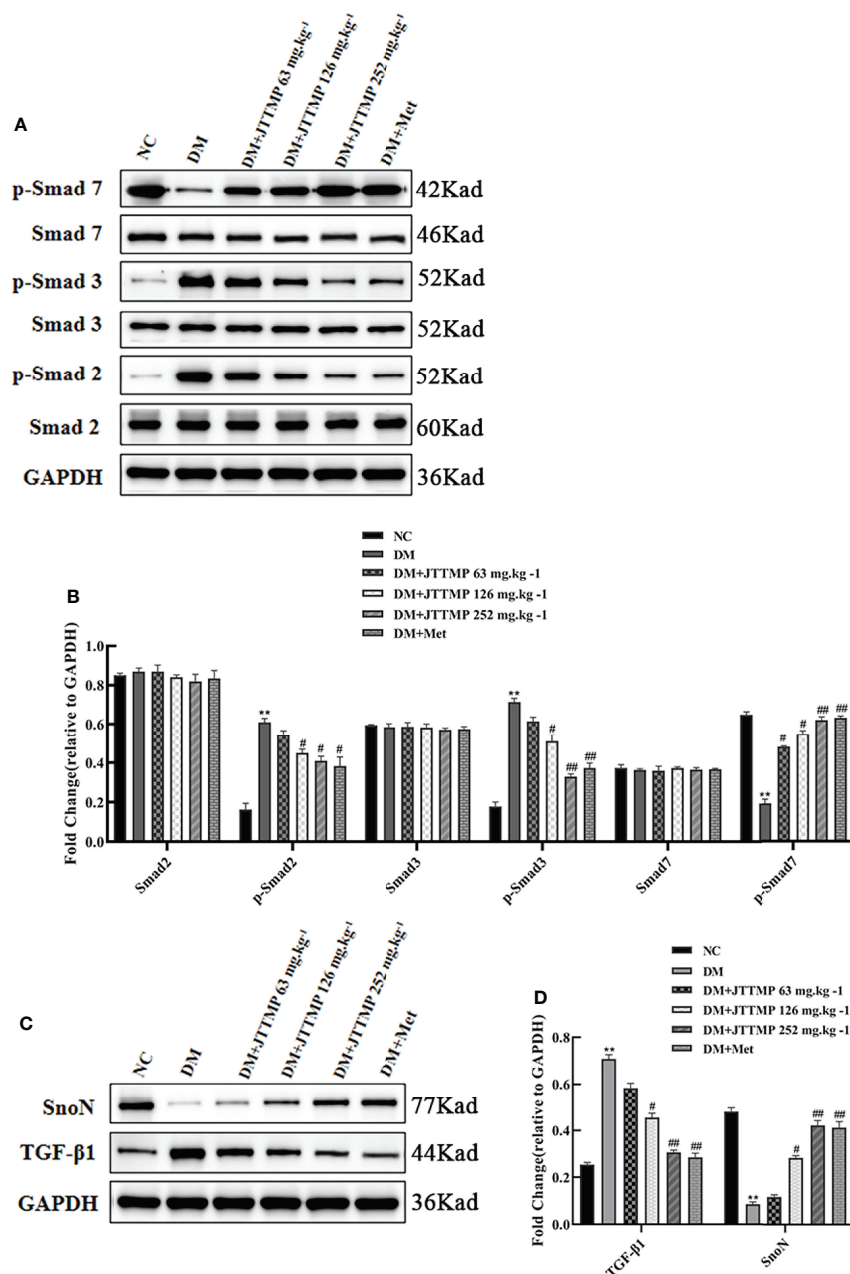 A
NC
DM
DM+JTTMP 63 mg.kg-1
DM+JTTMP 126 mg.kg-1
DM+JTTMP 252 mg.kg-1
DM+Met
p-Smad 7 42Kad
Smad 7 46Kad
p-Smad 3 52Kad
Smad 3 52Kad
p-Smad 2 52Kad
Smad 2 60Kad
GAPDH 36Kad
B
NC
DM
DM+JTTMP 63 mg.kg -1
DM+JTTMP 126 mg.kg -1
DM+JTTMP 252 mg.kg -1
DM+Met
Fold Change(relative to GAPDH)
1.0
0.8
0.6
0.4
0.2
0.0
** # # #
** # ## ##
** # # ## ##
Smad2
p-Smad2
Smad3
p-Smad3
Smad7
p-Smad7
C
NC
DM
DM+JTTMP 63 mg.kg-1
DM+JTTMP 126 mg.kg-1
DM+JTTMP 252 mg.kg-1
DM+Met
SnoN 77Kad
TGF-β1 44Kad
GAPDH 36Kad
D
NC
DM
DM+JTTMP 63 mg.kg -1
DM+JTTMP 126 mg.kg -1
DM+JTTMP 252 mg.kg -1
DM+Met
Fold Change(relative to GAPDH)
0.8
0.6
0.4
0.2
0.0
** # ## ##
** # ## ##
TGF-β1
SnoN